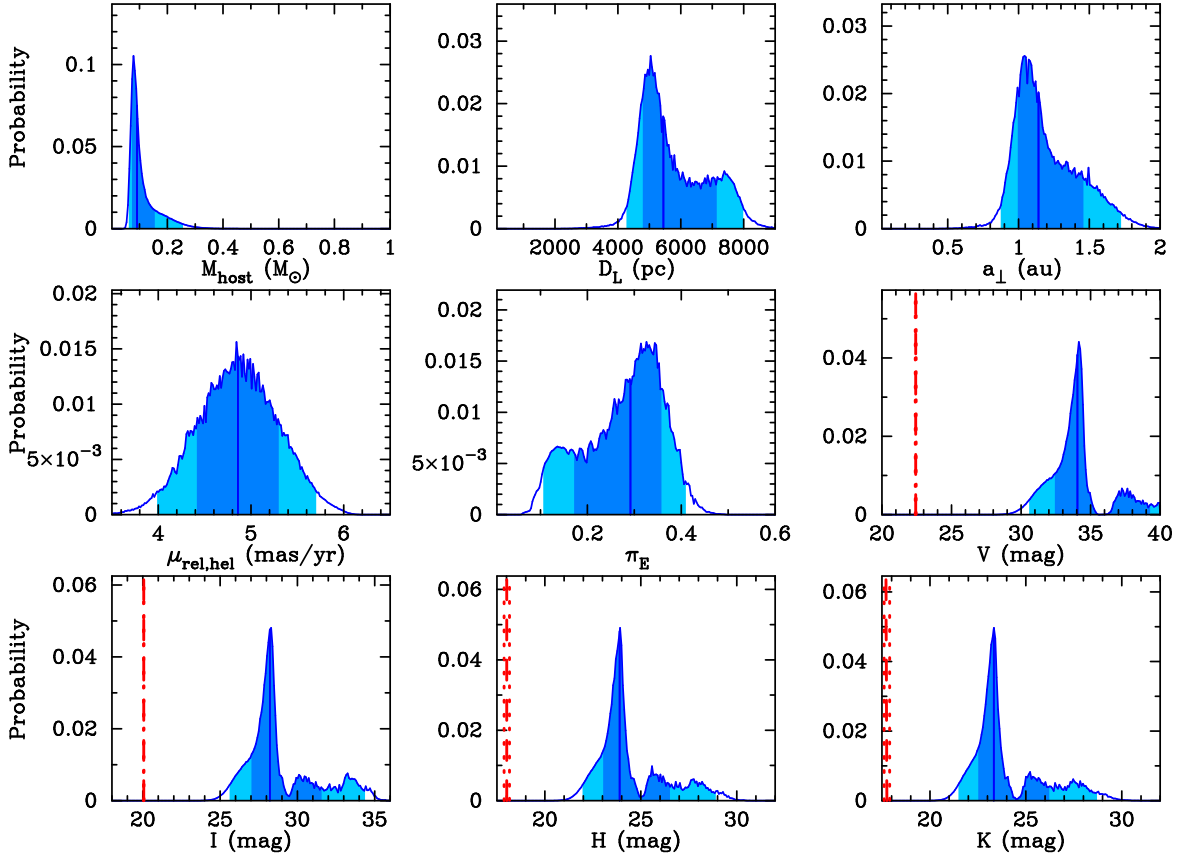 Probability
0.1
0.05
0
0.2 0.4 0.6 0.8 1
M_host (M_⊙)
0.03
0.02
0.01
0
2000 4000 6000 8000
D_L (pc)
0.03
0.02
0.01
0
0.5 1 1.5 2
a_⊥ (au)
Probability
0.02
0.015
0.01
5×10⁻³
0
4 5 6
μ_rel,hel (mas/yr)
0.02
0.015
0.01
5×10⁻³
0
0.2 0.4 0.6
π_E
0.04
0.02
0
20 25 30 35 40
V (mag)
Probability
0.06
0.04
0.02
0
20 25 30 35
I (mag)
0.06
0.04
0.02
0
20 25 30
H (mag)
0.06
0.04
0.02
0
20 25 30
K (mag)